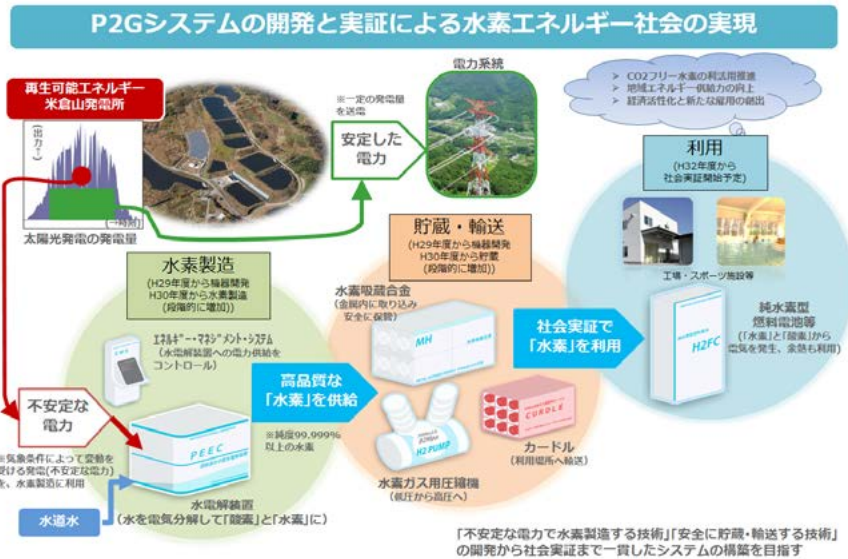 P2Gシステムの開発と実証による水素エネルギー社会の実現
再生可能エネルギー
米倉山発電所
(出力↑)
(→時刻)
太陽光発電の発電量
※一定の発電量
を送電
安定した
電力
電力系統
➢ CO2フリー水素の利活用推進
➢ 地域エネルギー供給力の向上
➢ 経済活性化と新たな雇用の創出
利用
(H32年度から
社会実証開始予定)
工場・スポーツ施設等
純水素型
燃料電池等
(「水素」と「酸素」から
電気を発生、余熱も利用)
H2FC
水素製造
(H29年度から機器開発
H30年度から水素製造
(段階的に増加))
エネルギー・マネジメント・システム
(水電解装置への電力供給を
コントロール)
不安定な
電力
※気象条件によって変動を
受ける発電(不安定な電力)
を、水素製造に利用
水道水
PEEC
水電解装置
(水を電気分解して「酸素」と「水素」に)
高品質な
「水素」を供給
※純度99.999%
以上の水素
貯蔵・輸送
(H29年度から機器開発
H30年度から貯蔵
(段階的に増加))
水素吸蔵合金
(金属内に取り込み
安全に保管)
MH
H2 PUMP
水素ガス用圧縮機
(低圧から高圧へ)
CURDLE
カードル
(利用場所へ輸送)
社会実証で
「水素」を利用
「不安定な電力で水素製造する技術」「安全に貯蔵・輸送する技術」
の開発から社会実証まで一貫したシステムの構築を目指す